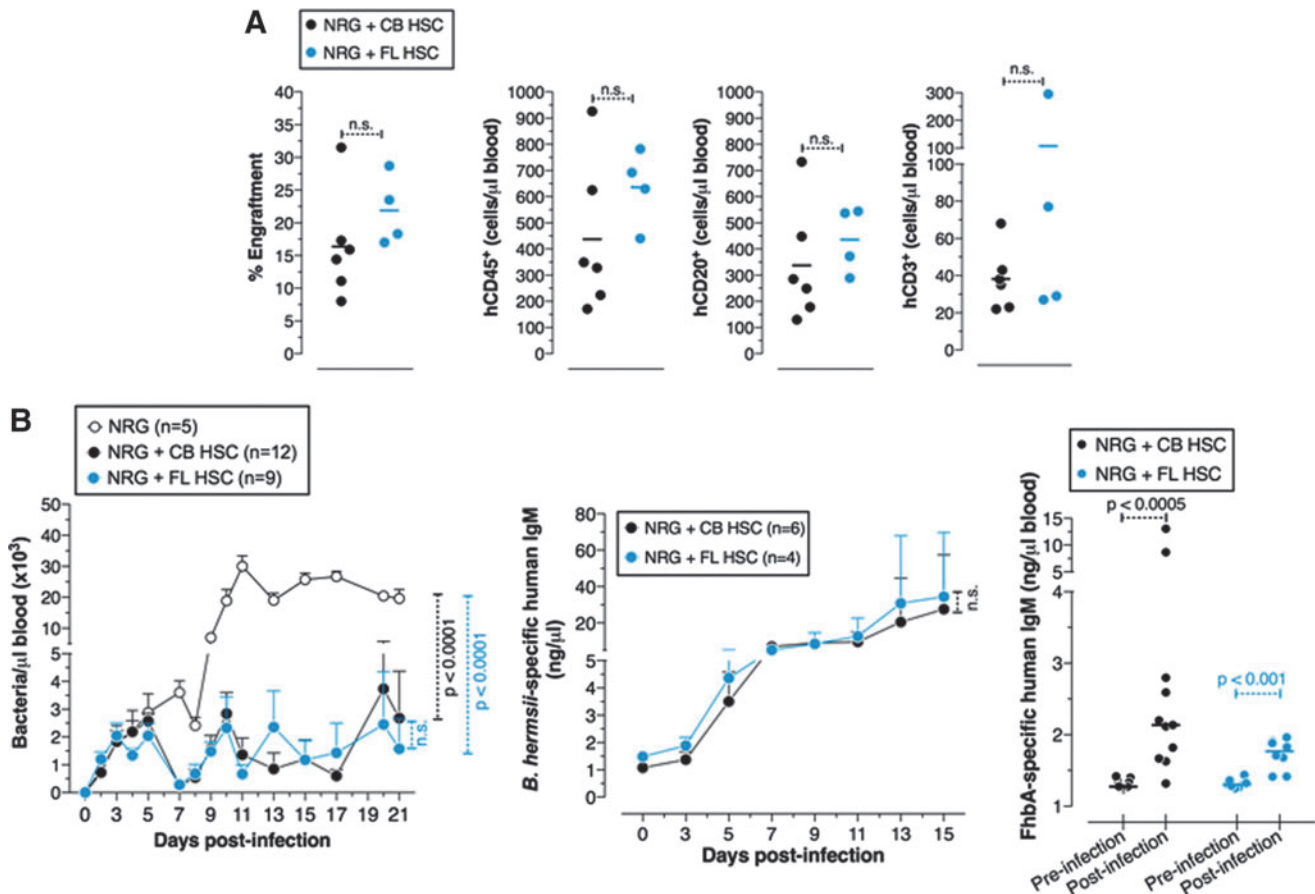 A
NRG + CB HSC
NRG + FL HSC
% Engraftment
40
35
30
25
20
15
10
5
0
n.s.
hCD45⁺ (cells/µl blood)
1000
900
800
700
600
500
400
300
200
100
0
n.s.
hCD20⁺ (cells/µl blood)
1000
900
800
700
600
500
400
300
200
100
0
n.s.
hCD3⁺ (cells/µl blood)
300
200
100
100
80
60
40
20
0
n.s.
B
NRG (n=5)
NRG + CB HSC (n=12)
NRG + FL HSC (n=9)
Bacteria/µl blood (x10³)
50
40
30
20
10
5
4
3
2
1
0
0 3 5 7 9 11 13 15 17 19 21
Days post-infection
n.s.
p < 0.0001
p < 0.0001
NRG + CB HSC (n=6)
NRG + FL HSC (n=4)
B. hermsii-specific human IgM
(ng/µl)
80
60
40
20
5
4
3
2
1
0
0 3 5 7 9 11 13 15
Days post-infection
n.s.
NRG + CB HSC
NRG + FL HSC
p < 0.0005
p < 0.001
FhbA-specific human IgM (ng/µl blood)
15
13
10
8
5
4
3
2
1
Pre-infection
Post-infection
Pre-infection
Post-infection